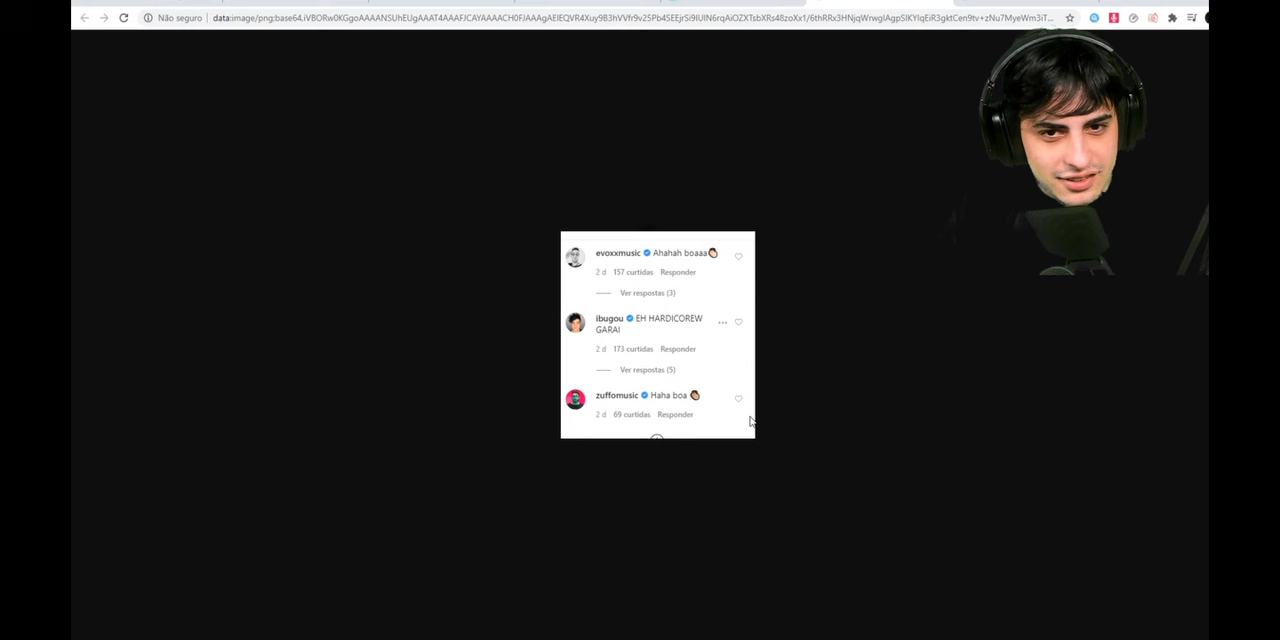 Não seguro
evoxxmusic Ahahah boaaa
2 d 157 curtidas Responder
Ver respostas (3)
ibugou EH HARDICOREW
GARAI
2 d 173 curtidas Responder
Ver respostas (5)
zuffomusic Haha boa
2 d 69 curtidas Responder